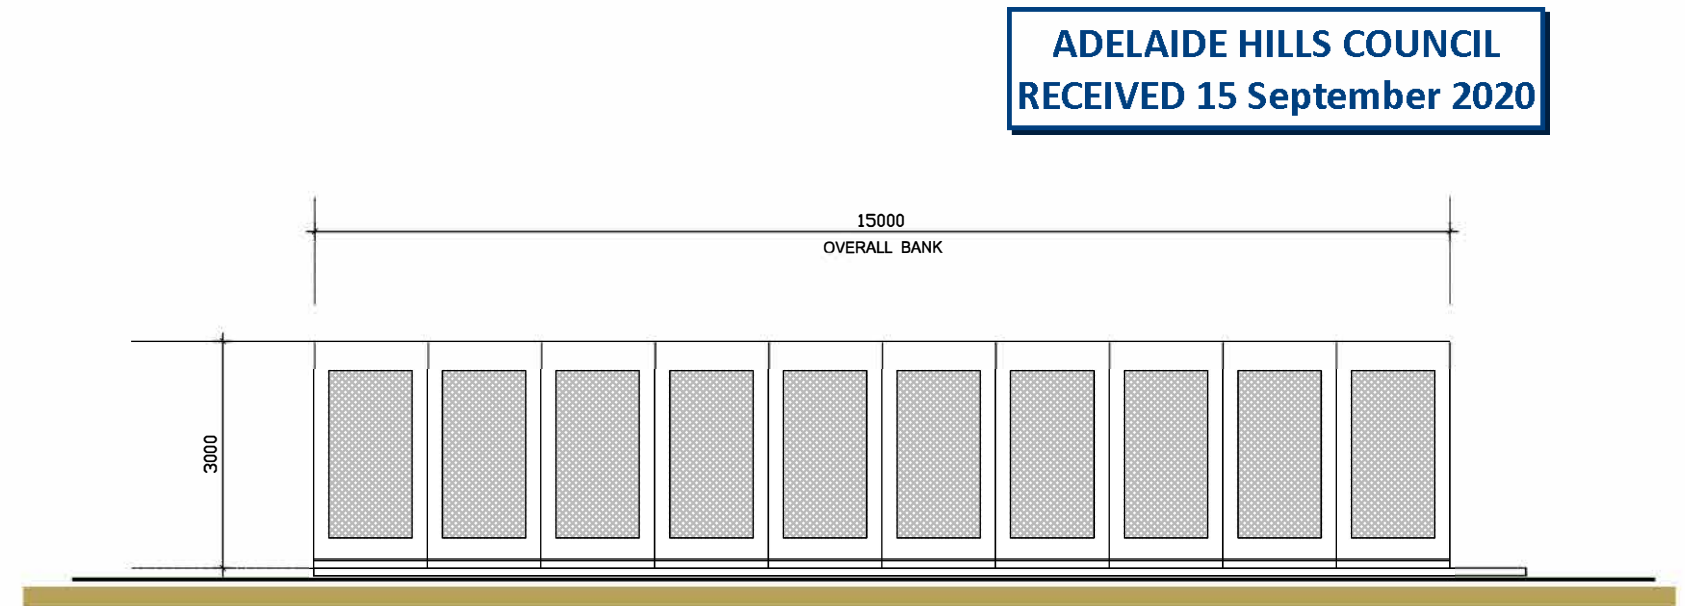 ADELAIDE HILLS COUNCIL
RECEIVED 15 September 2020
15000
OVERALL BANK
3000